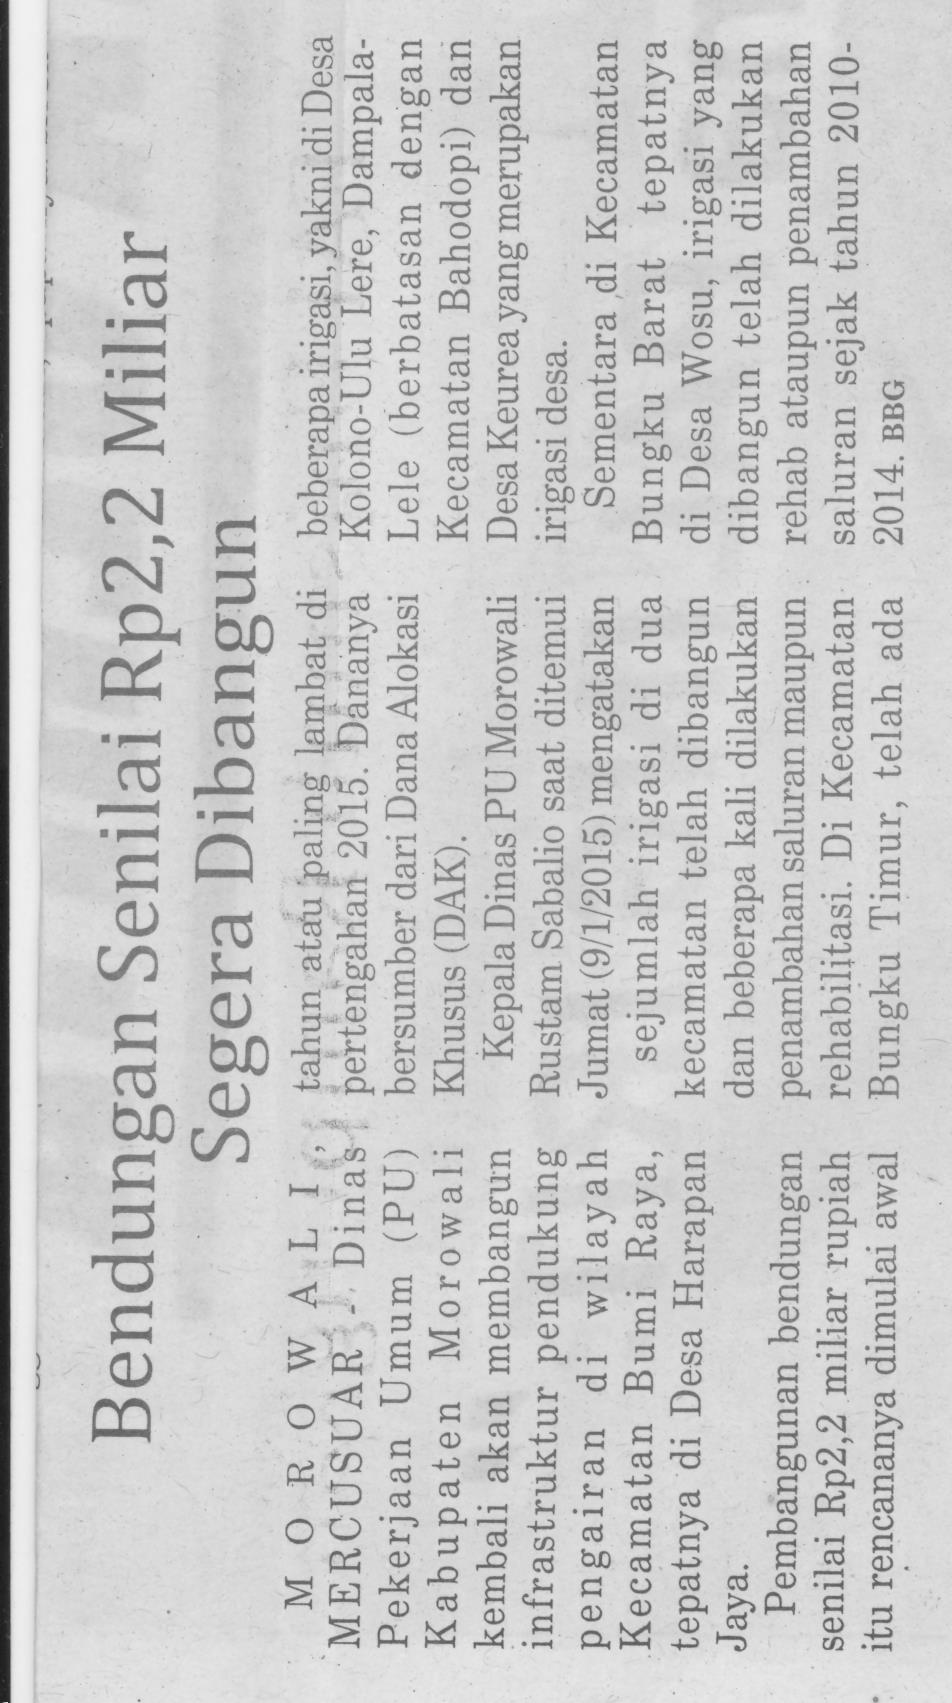 Bendungan Senilai Rp2,2 Miliar
Segera Dibangun
M O R O W A L I ,
MERCUSUAR - Dinas
Pekerjaan Umum (PU)
Kabupaten Morowali
kembali akan membangun
infrastruktur pendukung
pengairan di wilayah
Kecamatan Bumi Raya,
tepatnya di Desa Harapan
Jaya.
Pembangunan bendungan
senilai Rp2,2 miliar rupiah
itu rencananya dimulai awal
tahun atau paling lambat di
pertengahan 2015. Dananya
bersumber dari Dana Alokasi
Khusus (DAK).
Kepala Dinas PU Morowali
Rustam Sabalio saat ditemui
Jumat (9/1/2015) mengatakan
sejumlah irigasi di dua
kecamatan telah dibangun
dan beberapa kali dilakukan
penambahan saluran maupun
rehabilitasi. Di Kecamatan
Bungku Timur, telah ada
beberapa irigasi, yakni di Desa
Kolono-Ulu Lere, Dampala-
Lele (berbatasan dengan
Kecamatan Bahodopi) dan
Desa Keurea yang merupakan
irigasi desa.
Sementara di Kecamatan
Bungku Barat tepatnya
di Desa Wosu, irigasi yang
dibangun telah dilakukan
rehab ataupun penambahan
saluran sejak tahun 2010-
2014. BBG